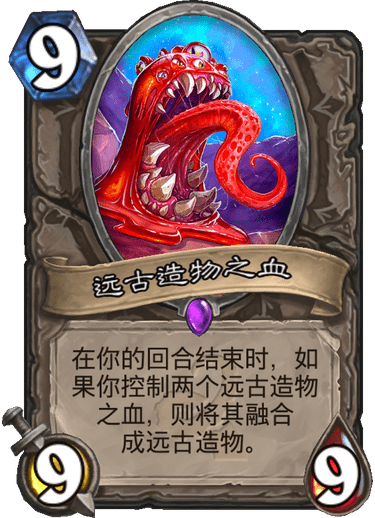 9
远古造物之血
在你的回合结束时，如
果你控制两个远古造物
之血，则将其融合
成远古造物。
9
9